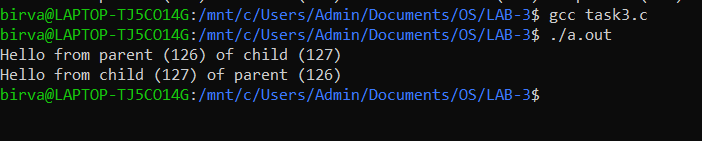 birva@LAPTOP-TJ5CO14G:/mnt/c/Users/Admin/Documents/OS/LAB-3$ gcc task3.c
birva@LAPTOP-TJ5CO14G:/mnt/c/Users/Admin/Documents/OS/LAB-3$ ./a.out
Hello from parent (126) of child (127)
Hello from child (127) of parent (126)
birva@LAPTOP-TJ5CO14G:/mnt/c/Users/Admin/Documents/OS/LAB-3$